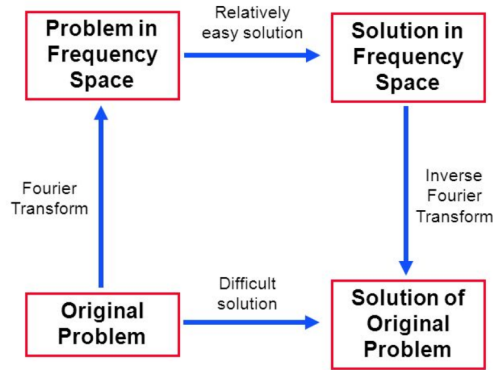 Problem in
Frequency
Space
Relatively
easy solution
Solution in
Frequency
Space
Fourier
Transform
Inverse
Fourier
Transform
Original
Problem
Difficult
solution
Solution of
Original
Problem